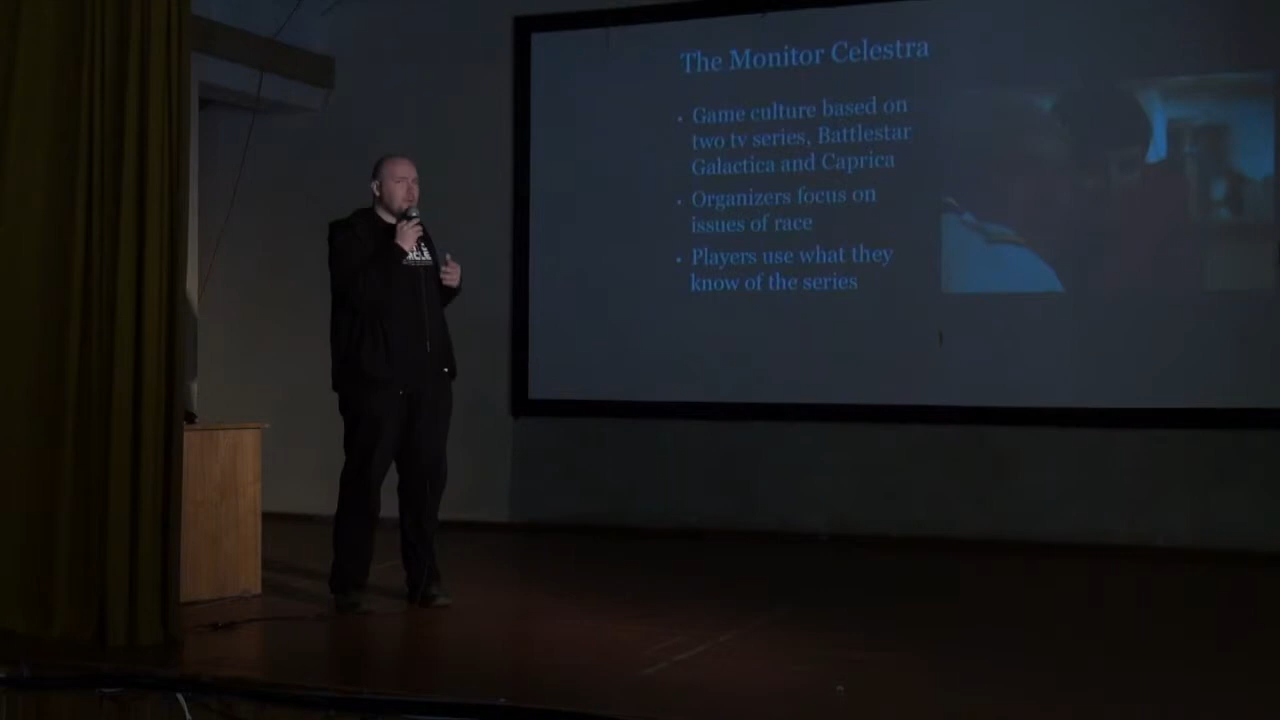 The Monitor Celestra
• Game culture based on
two tv series, Battlestar
Galactica and Caprica
• Organizers focus on
issues of race
• Players use what they
know of the series